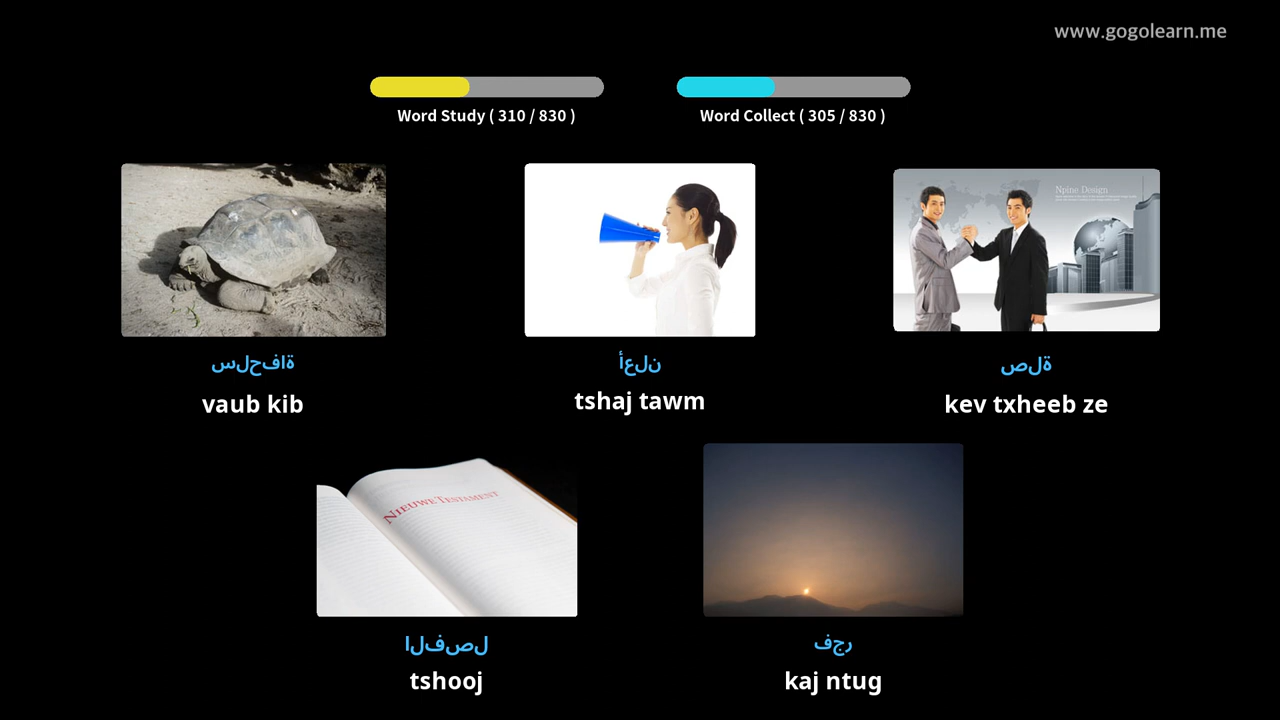 www.gogolearn.me
Word Study ( 310 / 830 )
Word Collect ( 305 / 830 )
Npine Design
سلحفاة
vaub kib
أعلن
tshaj tawm
صلة
kev txheeb ze
NIEUWE TESTAMENT
الفصل
tshooj
فجر
kaj ntug